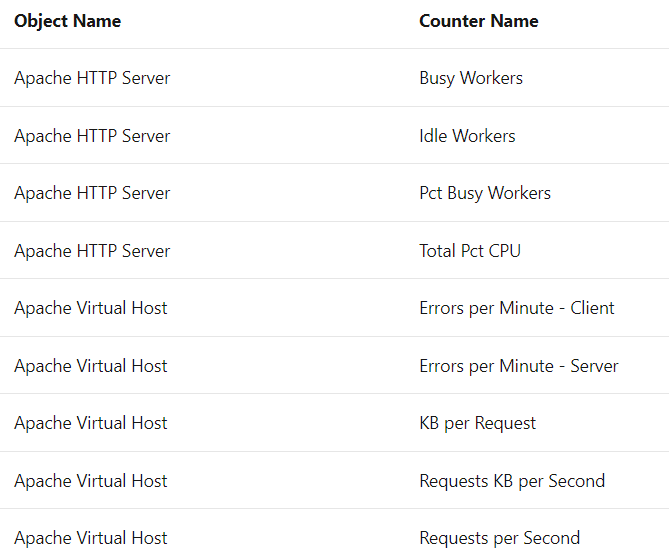 Object Name Counter Name
Apache HTTP Server Busy Workers
Apache HTTP Server Idle Workers
Apache HTTP Server Pct Busy Workers
Apache HTTP Server Total Pct CPU
Apache Virtual Host Errors per Minute - Client
Apache Virtual Host Errors per Minute - Server
Apache Virtual Host KB per Request
Apache Virtual Host Requests KB per Second
Apache Virtual Host Requests per Second